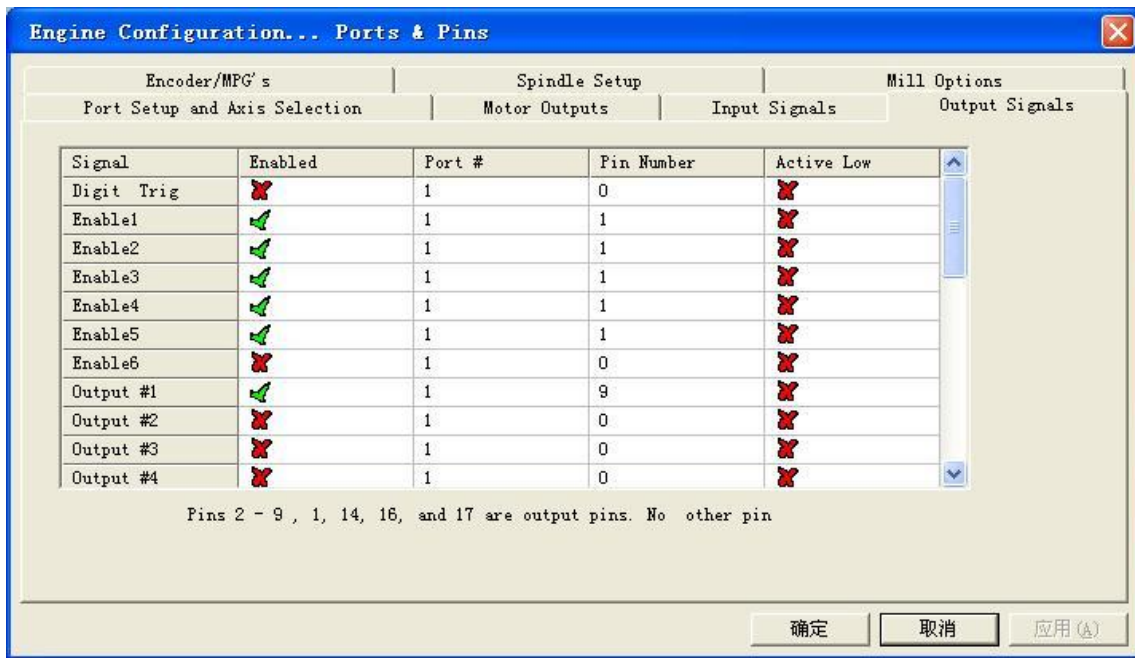 Engine Configuration... Ports & Pins
Encoder/MPG's Spindle Setup Mill Options
Port Setup and Axis Selection Motor Outputs Input Signals Output Signals
Signal Enabled Port # Pin Number Active Low
Digit Trig 1 0
Enable1 1 1
Enable2 1 1
Enable3 1 1
Enable4 1 1
Enable5 1 1
Enable6 1 0
Output #1 1 9
Output #2 1 0
Output #3 1 0
Output #4 1 0
Pins 2 - 9 , 1, 14, 16, and 17 are output pins. No other pin
确定 取消 应用(A)